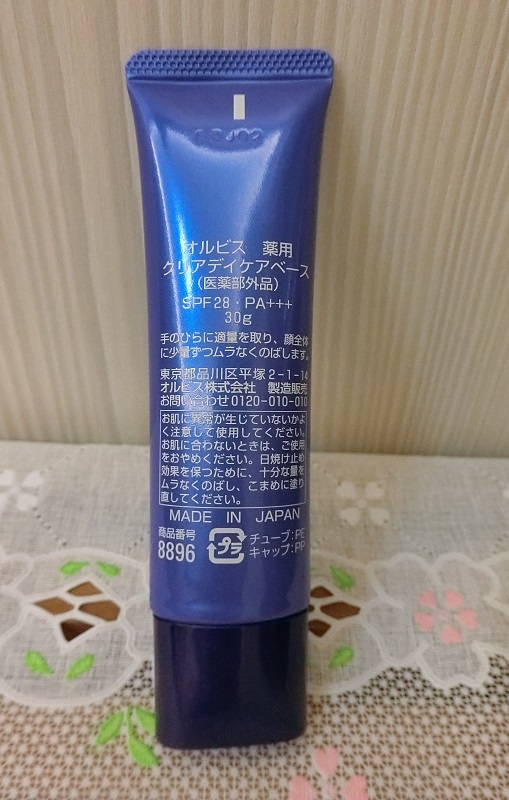 オルビス 薬用
クリアデイケアベース
(医薬部外品)
SPF28・PA+++
30g
手のひらに適量を取り、顔全体
に少量ずつムラなくのばします。
東京都品川区平塚2-1-14
オルビス株式会社 製造販売
お問い合わせ0120-010-010
お肌に異常が生じていないかよ
く注意して使用してください。
お肌に合わないときは、ご使用
をおやめください。日焼け止め
効果を保つために、十分な量を
ムラなくのばし、こまめに塗り
直してください。
MADE IN JAPAN
商品番号
8896
プラ
チューブ:PE
キャップ:PP